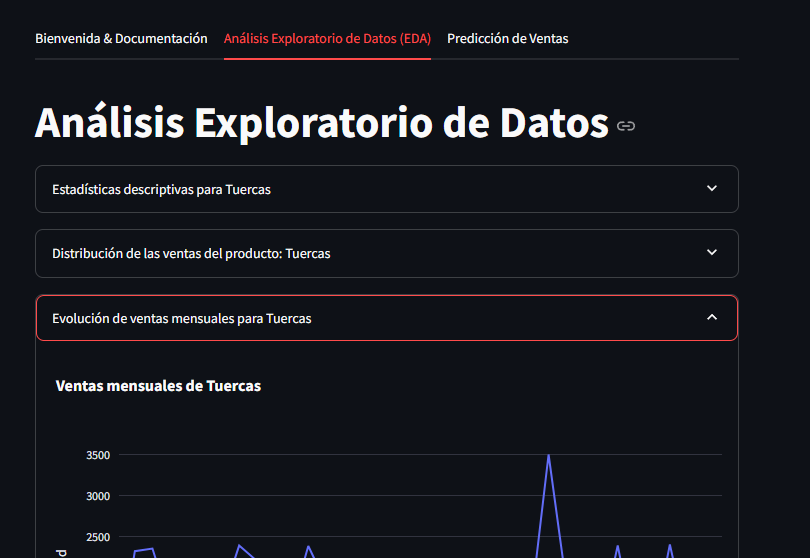 Bienvenida & Documentación Análisis Exploratorio de Datos (EDA) Predicción de Ventas
Análisis Exploratorio de Datos
Estadísticas descriptivas para Tuercas
Distribución de las ventas del producto: Tuercas
Evolución de ventas mensuales para Tuercas
Ventas mensuales de Tuercas
3500
3000
2500